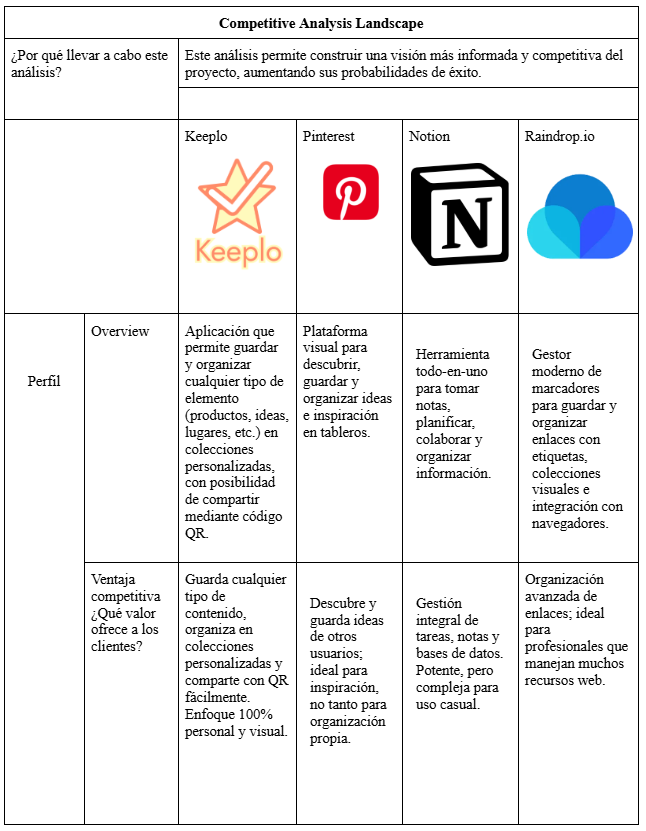 Competitive Analysis Landscape
¿Por qué llevar a cabo este
análisis?
Este análisis permite construir una visión más informada y competitiva del
proyecto, aumentando sus probabilidades de éxito.
Keeplo
Keeplo
Pinterest
Notion
N
Raindrop.io
Perfil
Overview
Aplicación que
permite guardar
y organizar
cualquier tipo de
elemento
(productos, ideas,
lugares, etc.) en
colecciones
personalizadas,
con posibilidad
de compartir
mediante código
QR.
Plataforma
visual para
descubrir,
guardar y
organizar ideas
e inspiración
en tableros.
Herramienta
todo-en-uno
para tomar
notas,
planificar,
colaborar y
organizar
información.
Gestor
moderno de
marcadores
para guardar y
organizar
enlaces con
etiquetas,
colecciones
visuales e
integración con
navegadores.
Ventaja
competitiva
¿Qué valor
ofrece a los
clientes?
Guarda cualquier
tipo de
contenido,
organiza en
colecciones
personalizadas y
comparte con QR
fácilmente.
Enfoque 100%
personal y visual.
Descubre y
guarda ideas
de otros
usuarios;
ideal para
inspiración,
no tanto para
organización
propia.
Gestión
integral de
tareas, notas y
bases de datos.
Potente, pero
compleja para
uso casual.
Organización
avanzada de
enlaces; ideal
para
profesionales que
manejan muchos
recursos web.